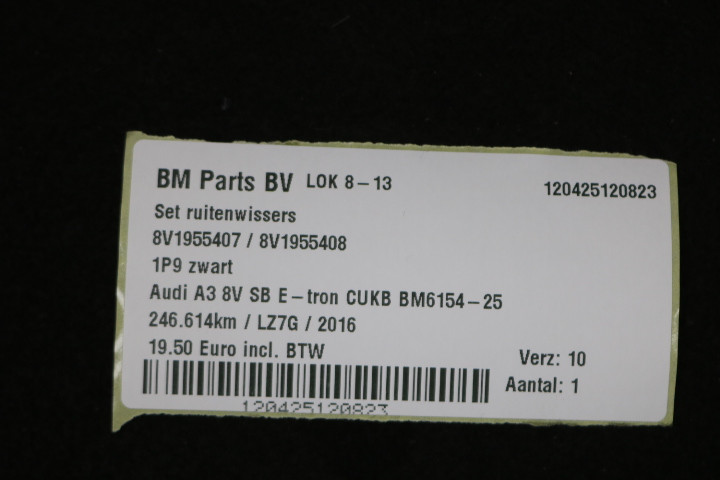 BM Parts BV LOK 8-13 120425120823
Set ruitenwissers
8V1955407 / 8V1955408
1P9 zwart
Audi A3 8V SB E-tron CUKB BM6154-25
246.614km / LZ7G / 2016
19.50 Euro incl. BTW
Verz: 10
Aantal: 1
120425120823